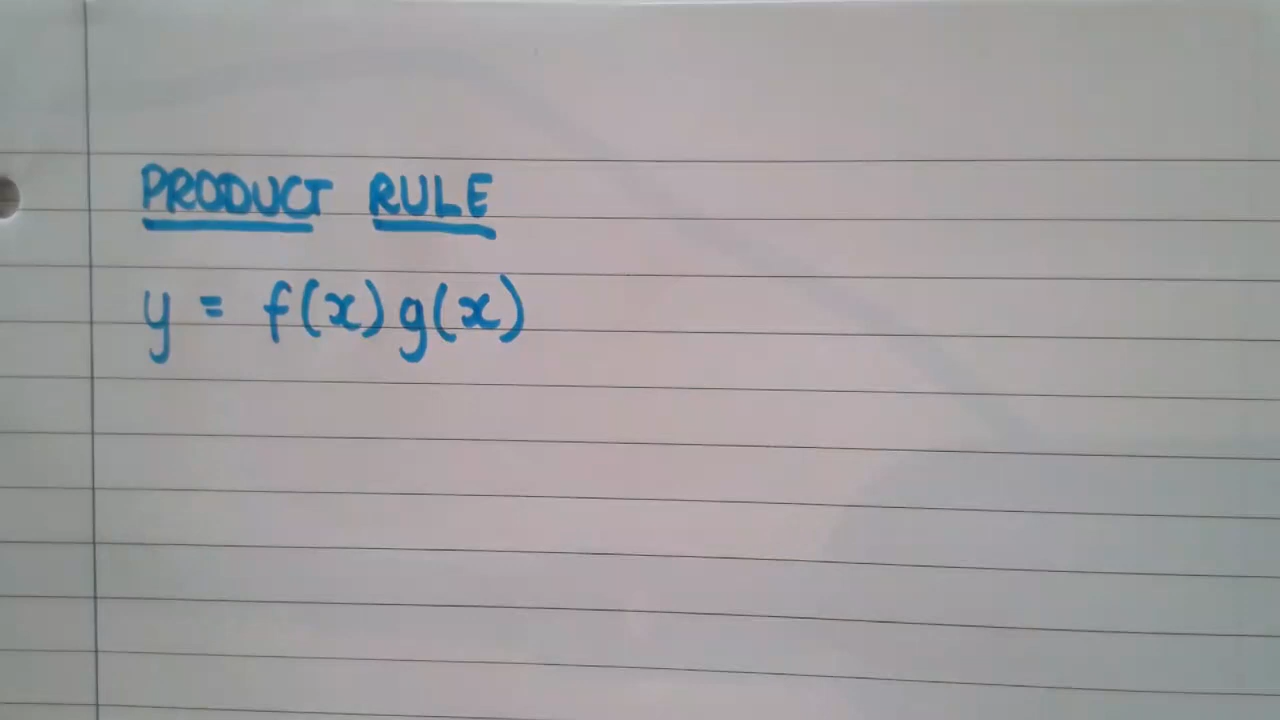 PRODUCT RULE
y = f(x)g(x)